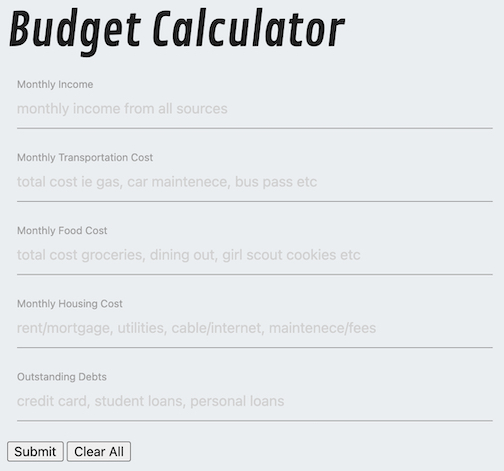 Budget Calculator
Monthly Income
monthly income from all sources
Monthly Transportation Cost
total cost ie gas, car maintenece, bus pass etc
Monthly Food Cost
total cost groceries, dining out, girl scout cookies etc
Monthly Housing Cost
rent/mortgage, utilities, cable/internet, maintenece/fees
Outstanding Debts
credit card, student loans, personal loans
Submit Clear All